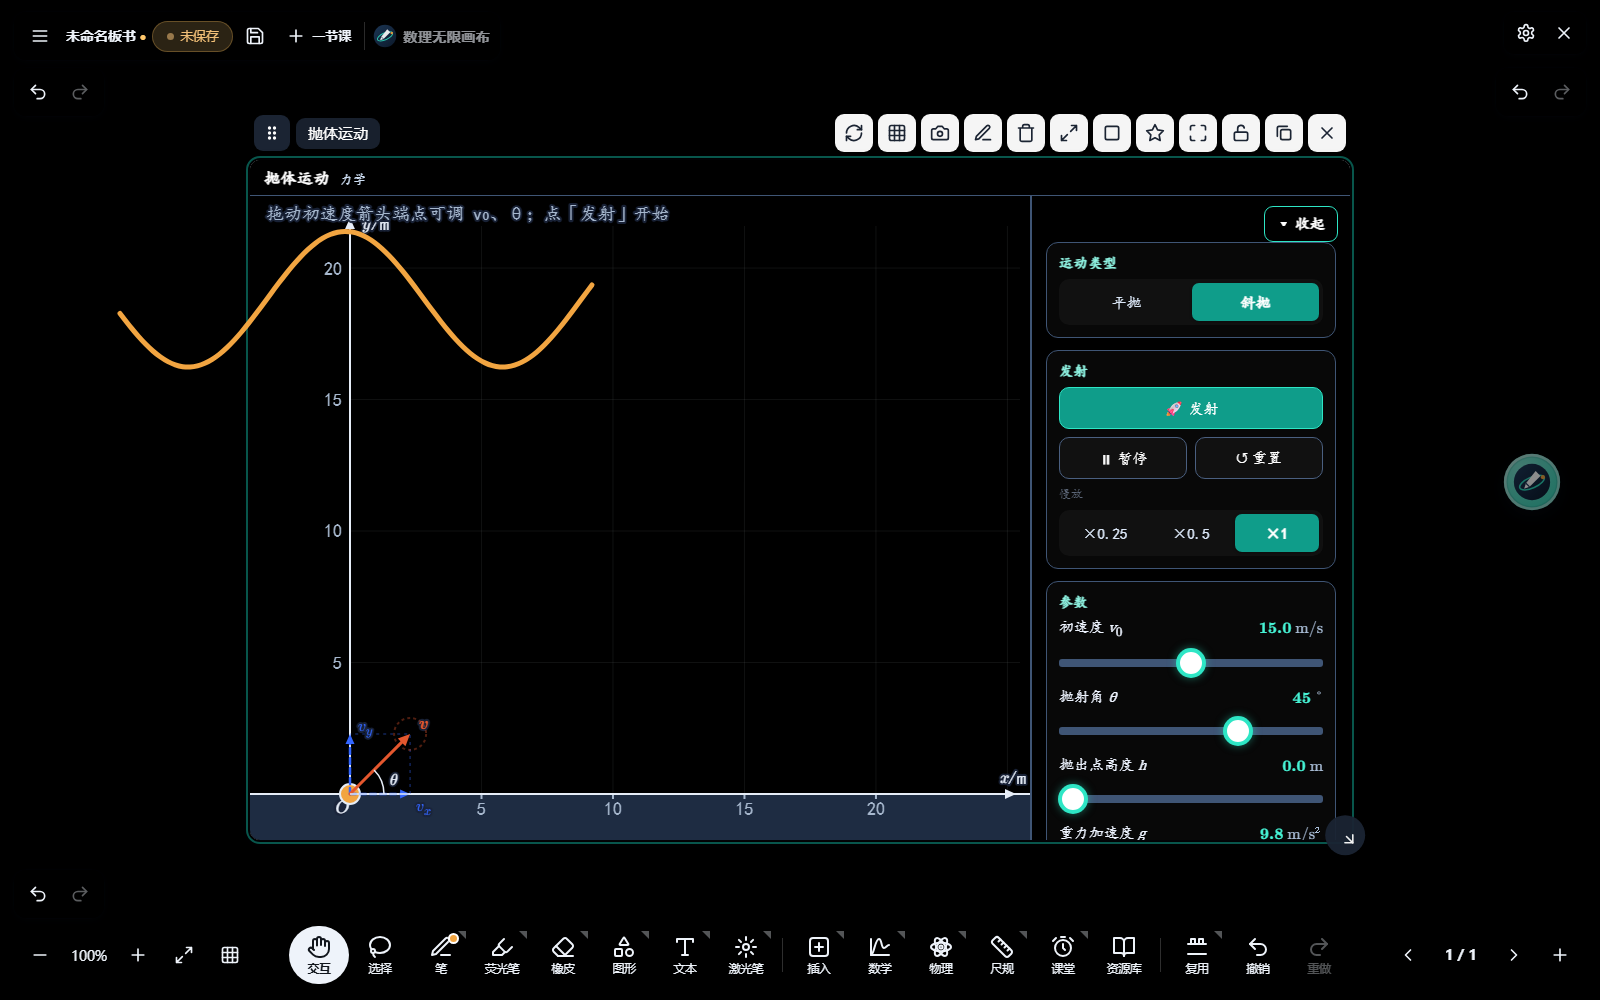 未命名板书
未保存
一节课
数理无限画布
抛体运动
抛体运动 力学
拖动初速度箭头端点可调 v₀、θ；点「发射」开始
y/m
20
15
10
5
v_y
v
θ
O
v_x
x/m
5 10 15 20
收起
运动类型
平抛 斜抛
发射
🚀 发射
⏸ 暂停 ↺ 重置
慢放
×0.25 ×0.5 ×1
参数
初速度 v₀ 15.0 m/s
抛射角 θ 45 °
抛出点高度 h 0.0 m
重力加速度 g 9.8 m/s²
100%
交互 选择 笔 荧光笔 橡皮 图形 文本 激光笔 插入 数学 物理 尺规 课堂 资源库 复用 撤销 重做
1 / 1